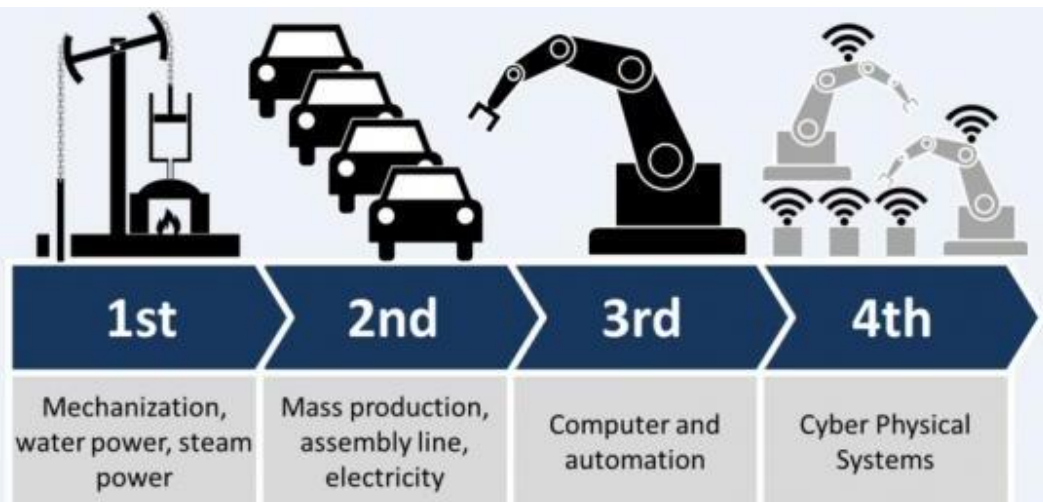 1st
2nd
3rd
4th
Mechanization,
water power, steam
power
Mass production,
assembly line,
electricity
Computer and
automation
Cyber Physical
Systems